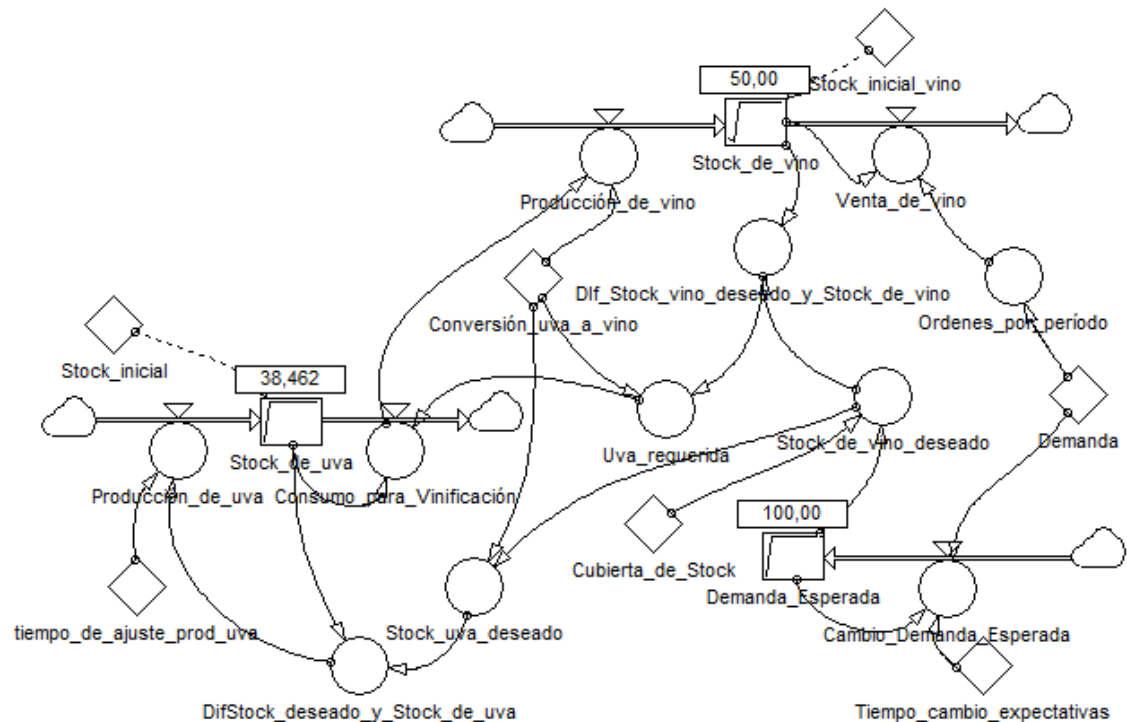 50,00
Stock_inicial_vino
Stock_de_vino
Producción_de_vino
Venta_de_vino
DIf_Stock_vino_deseado_y_Stock_de_vino
Conversión_uva_a_vino
Ordenes_por_período
Stock_inicial
38,462
Stock_de_uva
Uva_requerida
Stock_de_vino_deseado
Demanda
Producción_de_uva
Consumo_para_Vinificación
100,00
Cubierta_de_Stock
Demanda_Esperada
tiempo_de_ajuste_prod_uva
Stock_uva_deseado
Cambio_Demanda_Esperada
DifStock_deseado_y_Stock_de_uva
Tiempo_cambio_expectativas